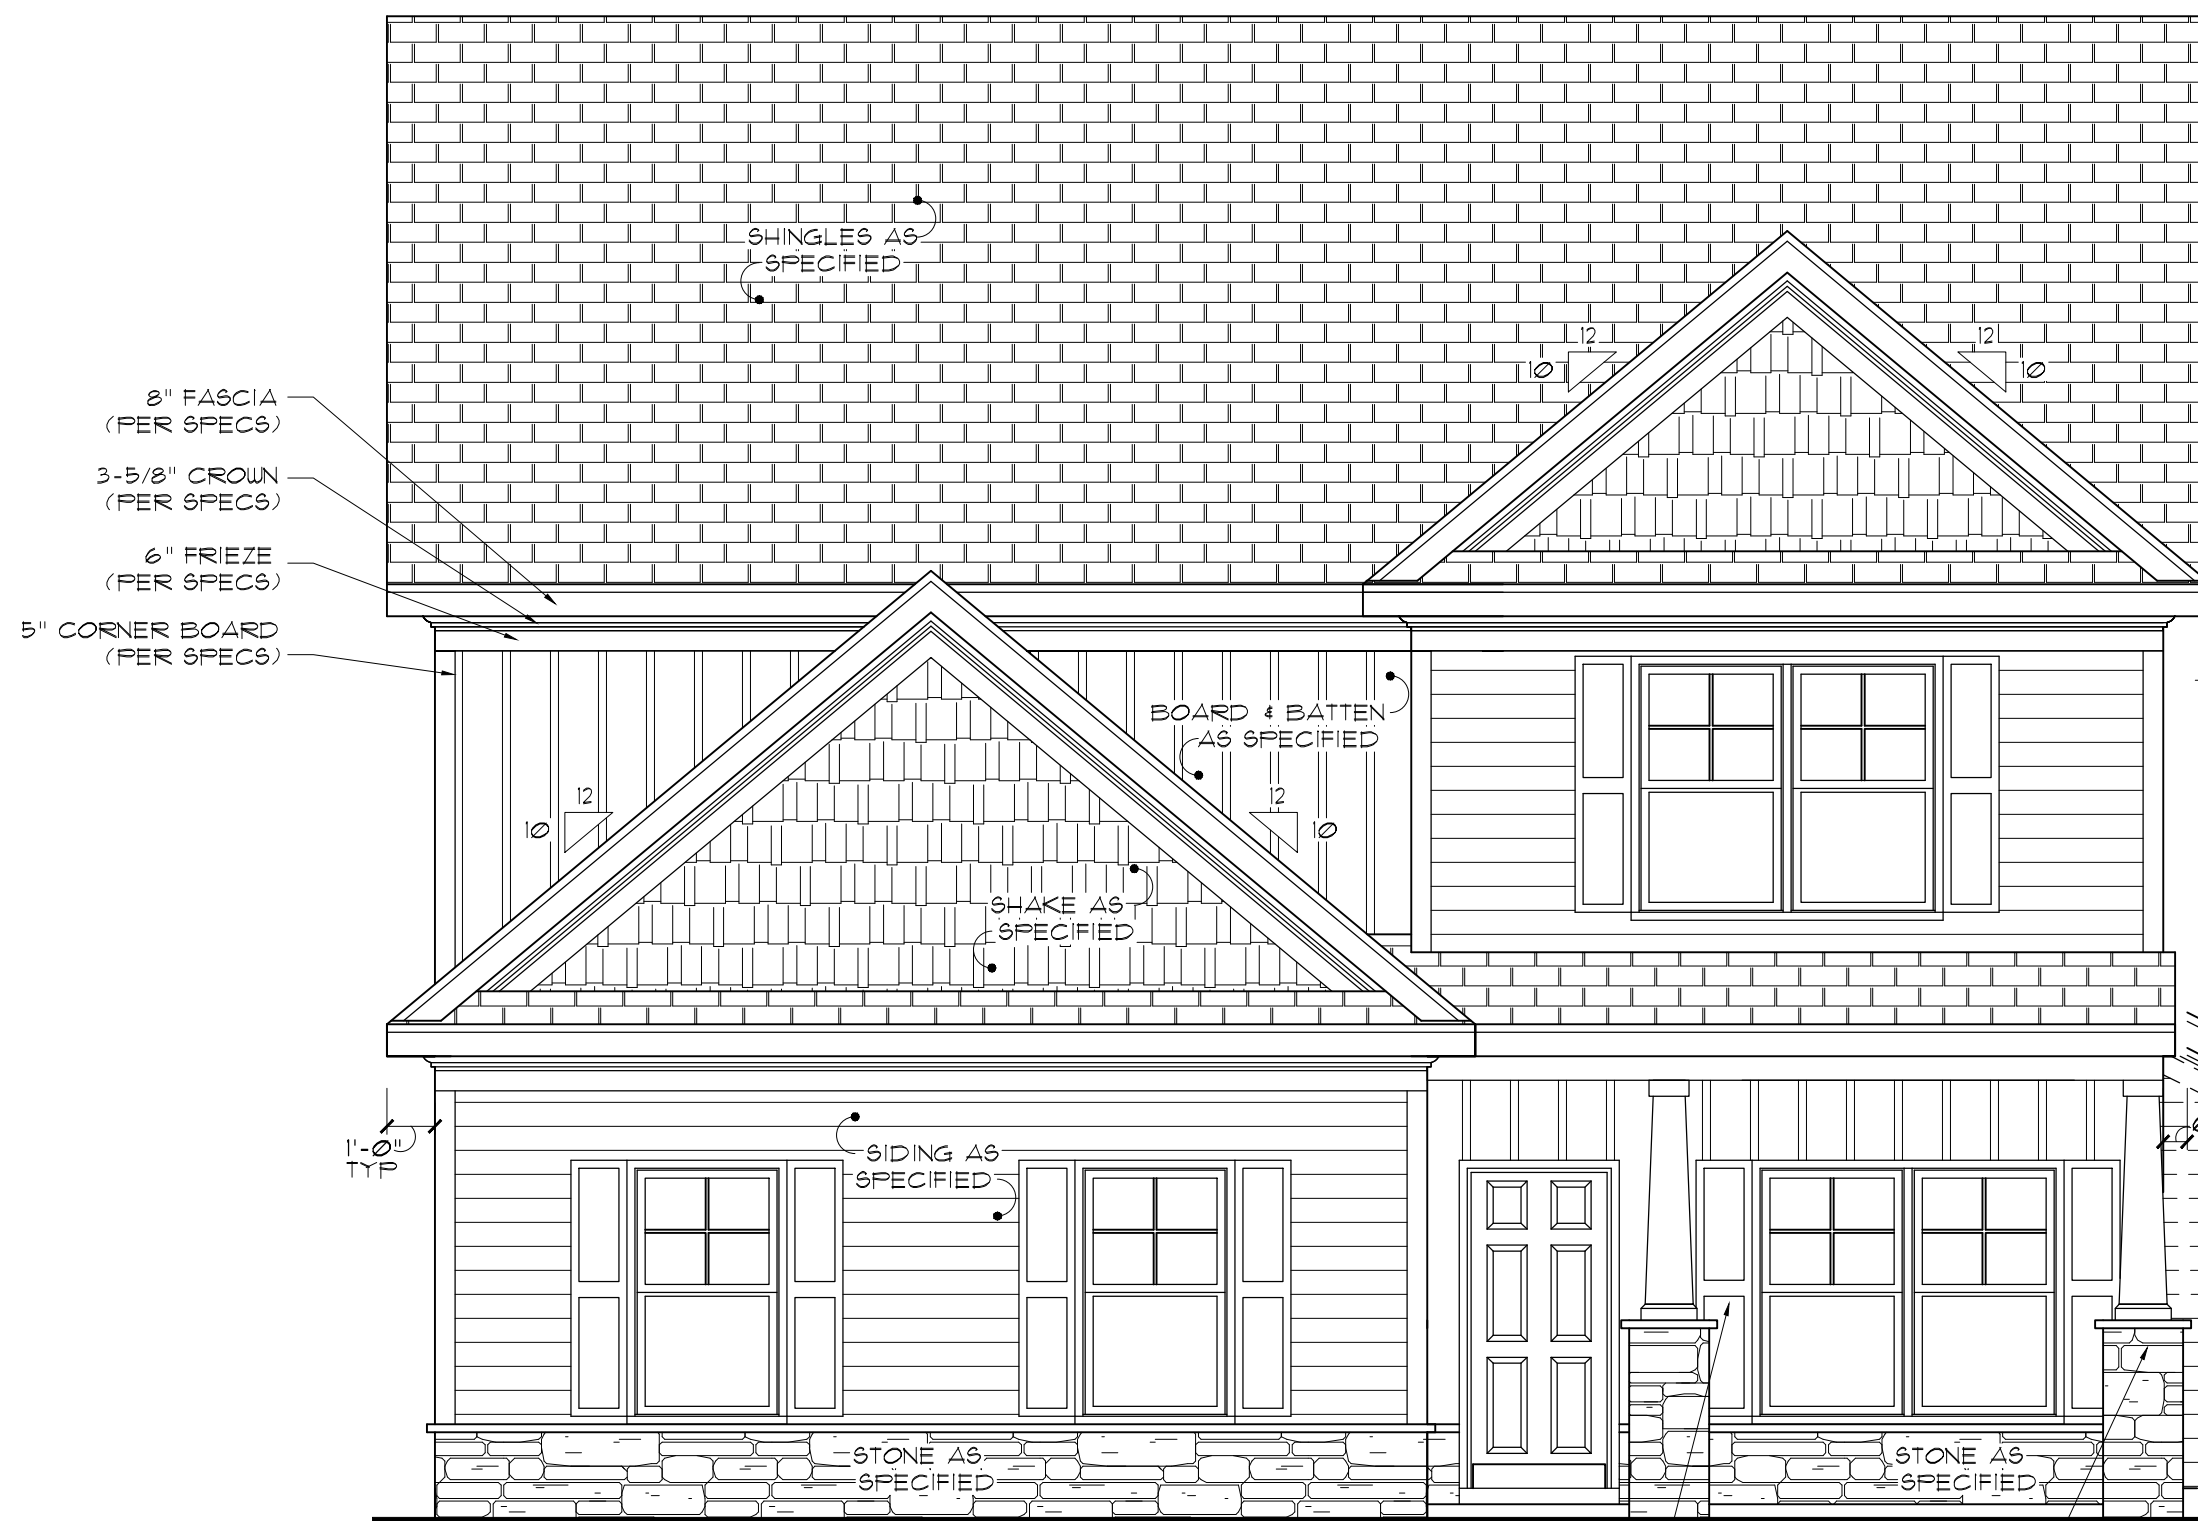 SHINGLES AS
SPECIFIED
12
10
12
10
8" FASCIA
(PER SPECS)
3-5/8" CROWN
(PER SPECS)
6" FRIEZE
(PER SPECS)
5" CORNER BOARD
(PER SPECS)
BOARD & BATTEN
AS SPECIFIED
12
10
12
10
SHAKE AS
SPECIFIED
1'-0"
TYP
SIDING AS
SPECIFIED
STONE AS
SPECIFIED
STONE AS
SPECIFIED